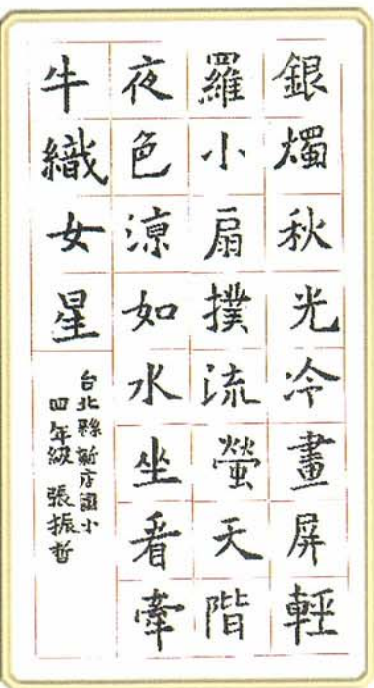 銀燭秋光冷畫屏輕
羅小扇撲流螢天階
夜色涼如水坐看牽
牛織女星
台北縣新店國小
四年級 張振哲